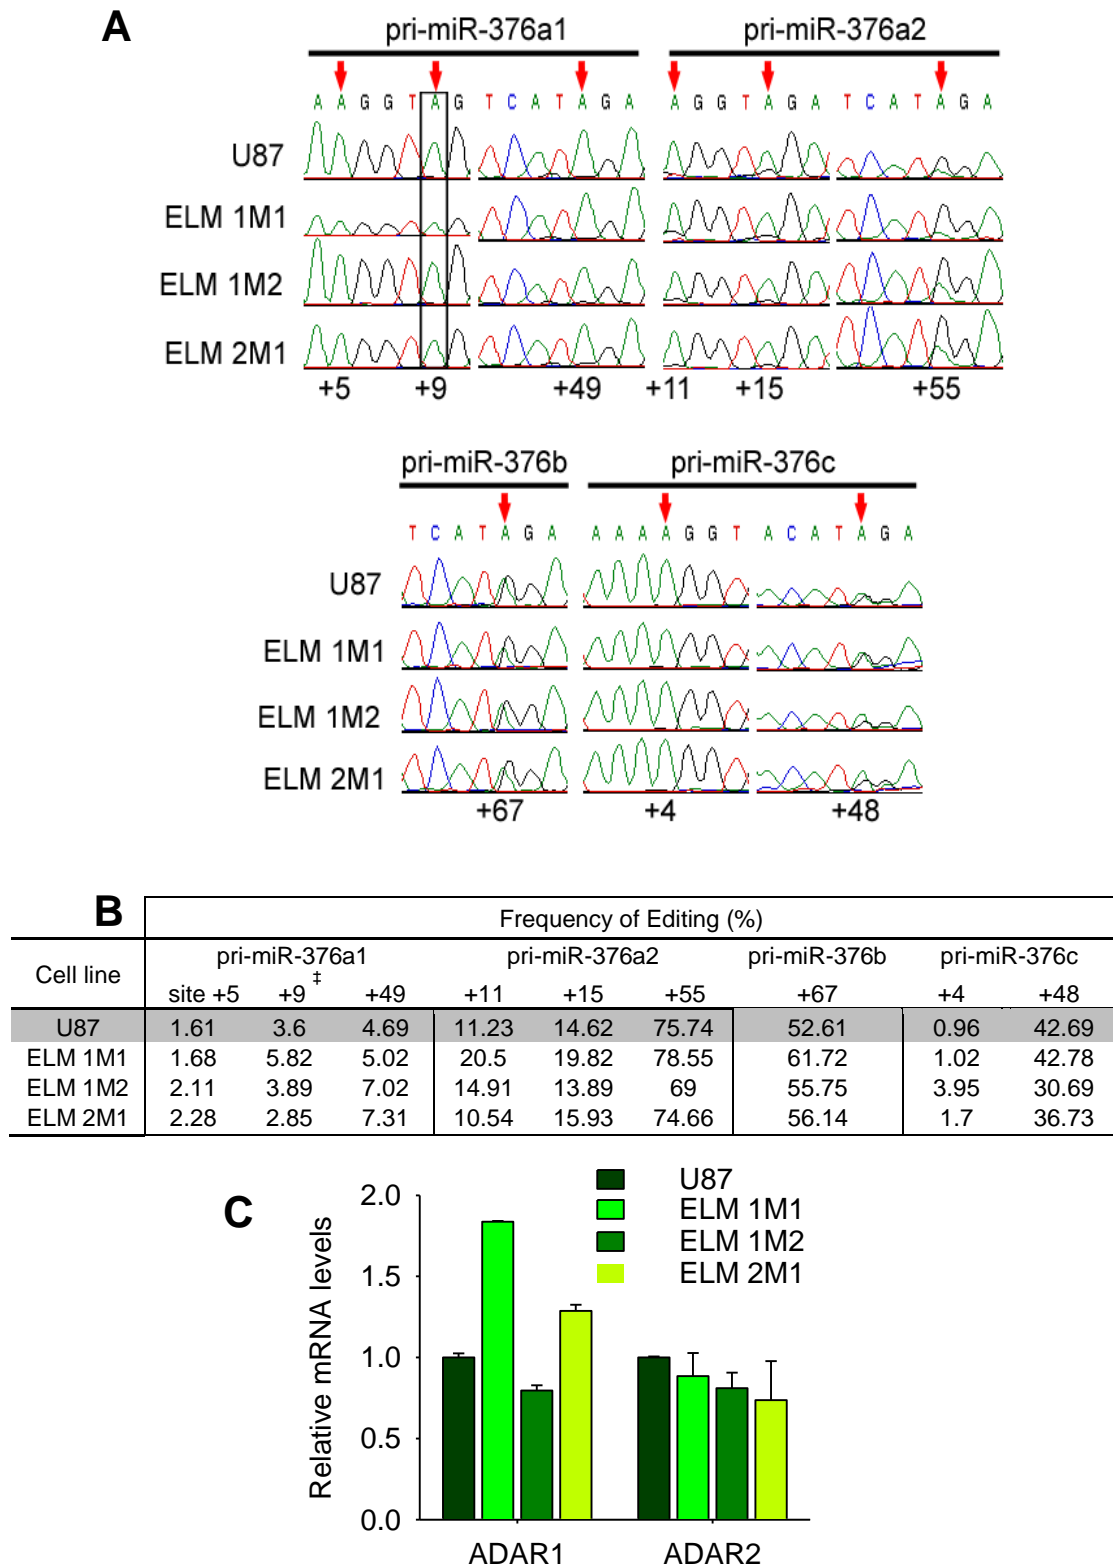 A
pri-miR-376a1 pri-miR-376a2
A A G G T A G T C A T A G A A G G T A G A T C A T A G A
U87
ELM 1M1
ELM 1M2
ELM 2M1
+5 +9 +49 +11 +15 +55
pri-miR-376b pri-miR-376c
T C A T A G A A A A A G G T A C A T A G A
U87
ELM 1M1
ELM 1M2
ELM 2M1
+67 +4 +48
B Frequency of Editing (%)
Cell line pri-miR-376a1 pri-miR-376a2 pri-miR-376b pri-miR-376c
site +5 +9 ‡ +49 +11 +15 +55 +67 +4 +48
U87 1.61 3.6 4.69 11.23 14.62 75.74 52.61 0.96 42.69
ELM 1M1 1.68 5.82 5.02 20.5 19.82 78.55 61.72 1.02 42.78
ELM 1M2 2.11 3.89 7.02 14.91 13.89 69 55.75 3.95 30.69
ELM 2M1 2.28 2.85 7.31 10.54 15.93 74.66 56.14 1.7 36.73
C
U87
ELM 1M1
ELM 1M2
ELM 2M1
Relative mRNA levels
2.0
1.5
1.0
0.5
0.0
ADAR1 ADAR2